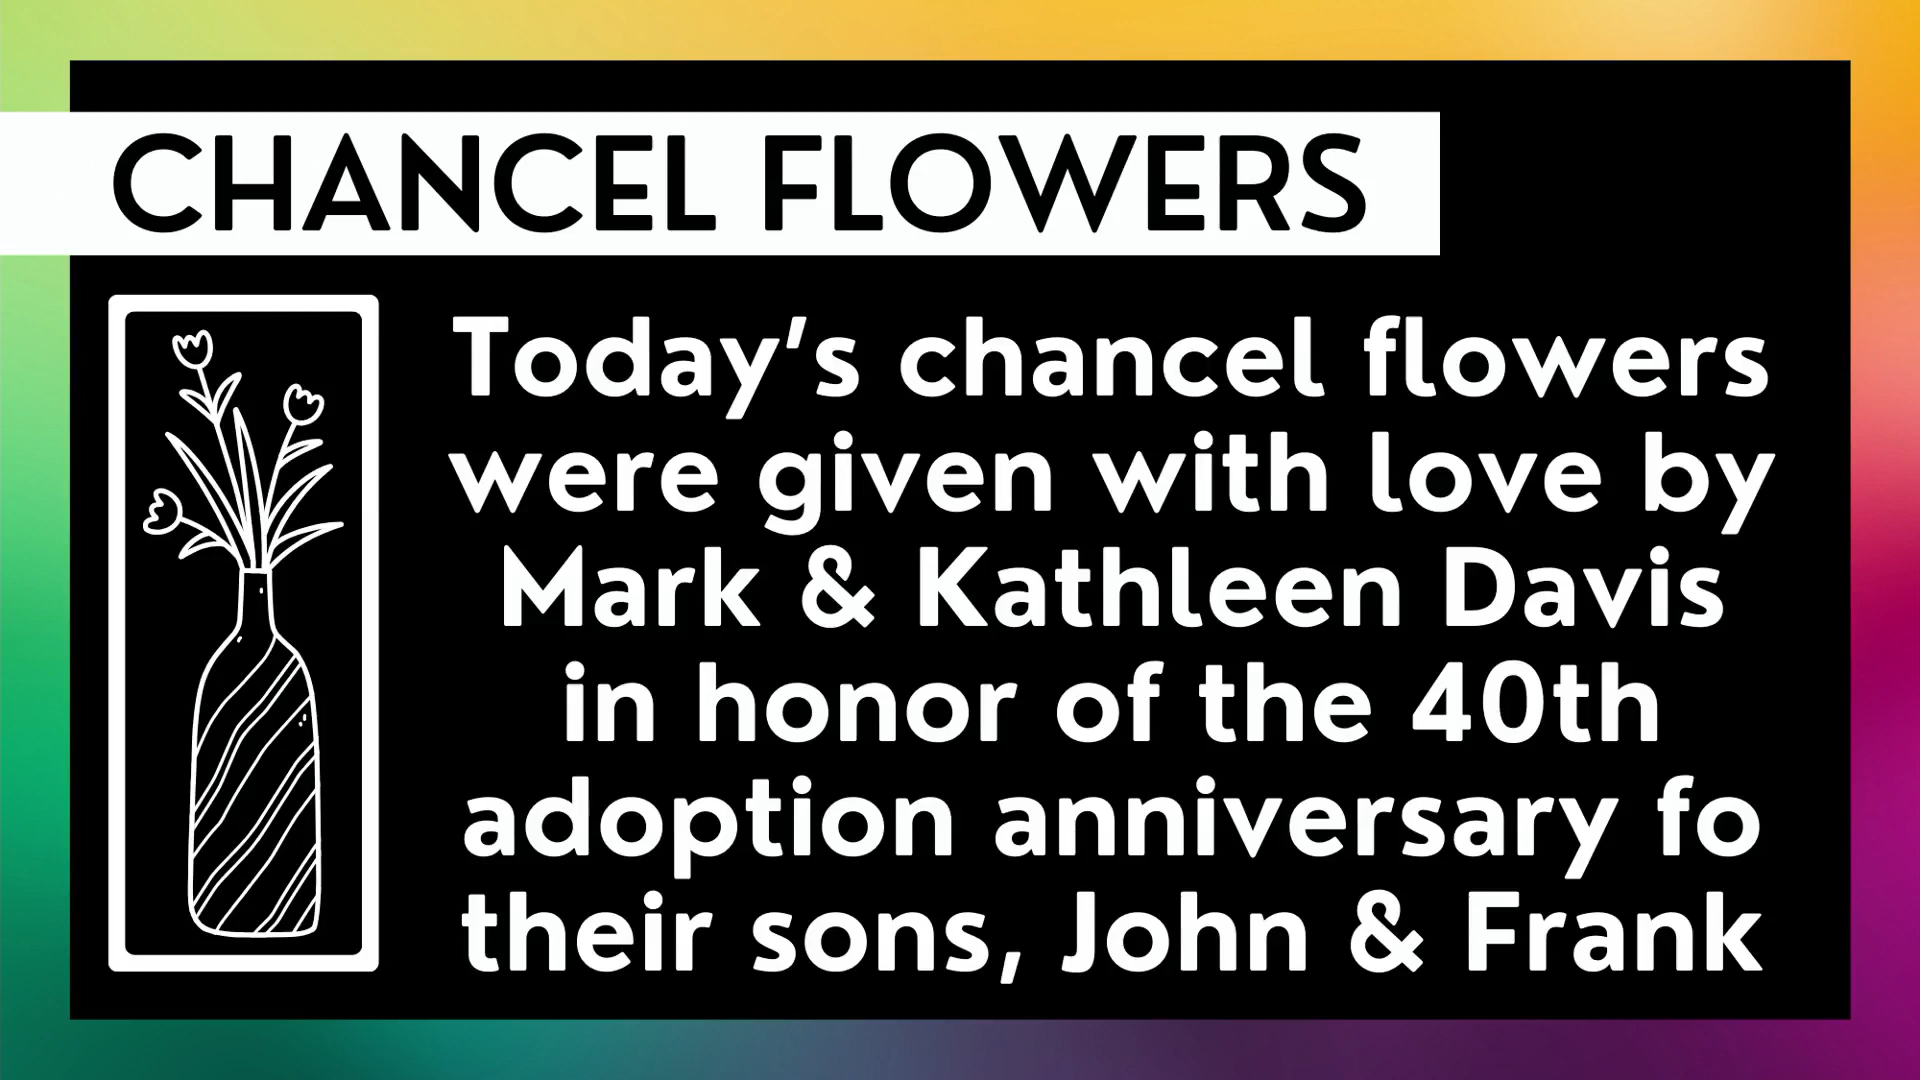 CHANCEL FLOWERS
Today's chancel flowers
were given with love by
Mark & Kathleen Davis
in honor of the 40th
adoption anniversary fo
their sons, John & Frank